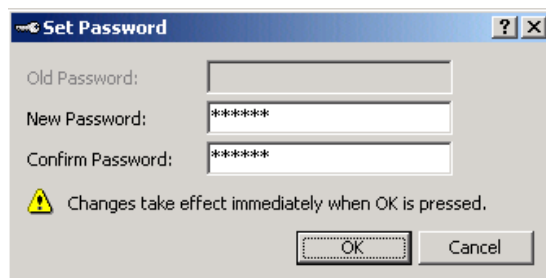 Set Password
Old Password:
New Password: ******
Confirm Password: ******
Changes take effect immediately when OK is pressed.
OK Cancel